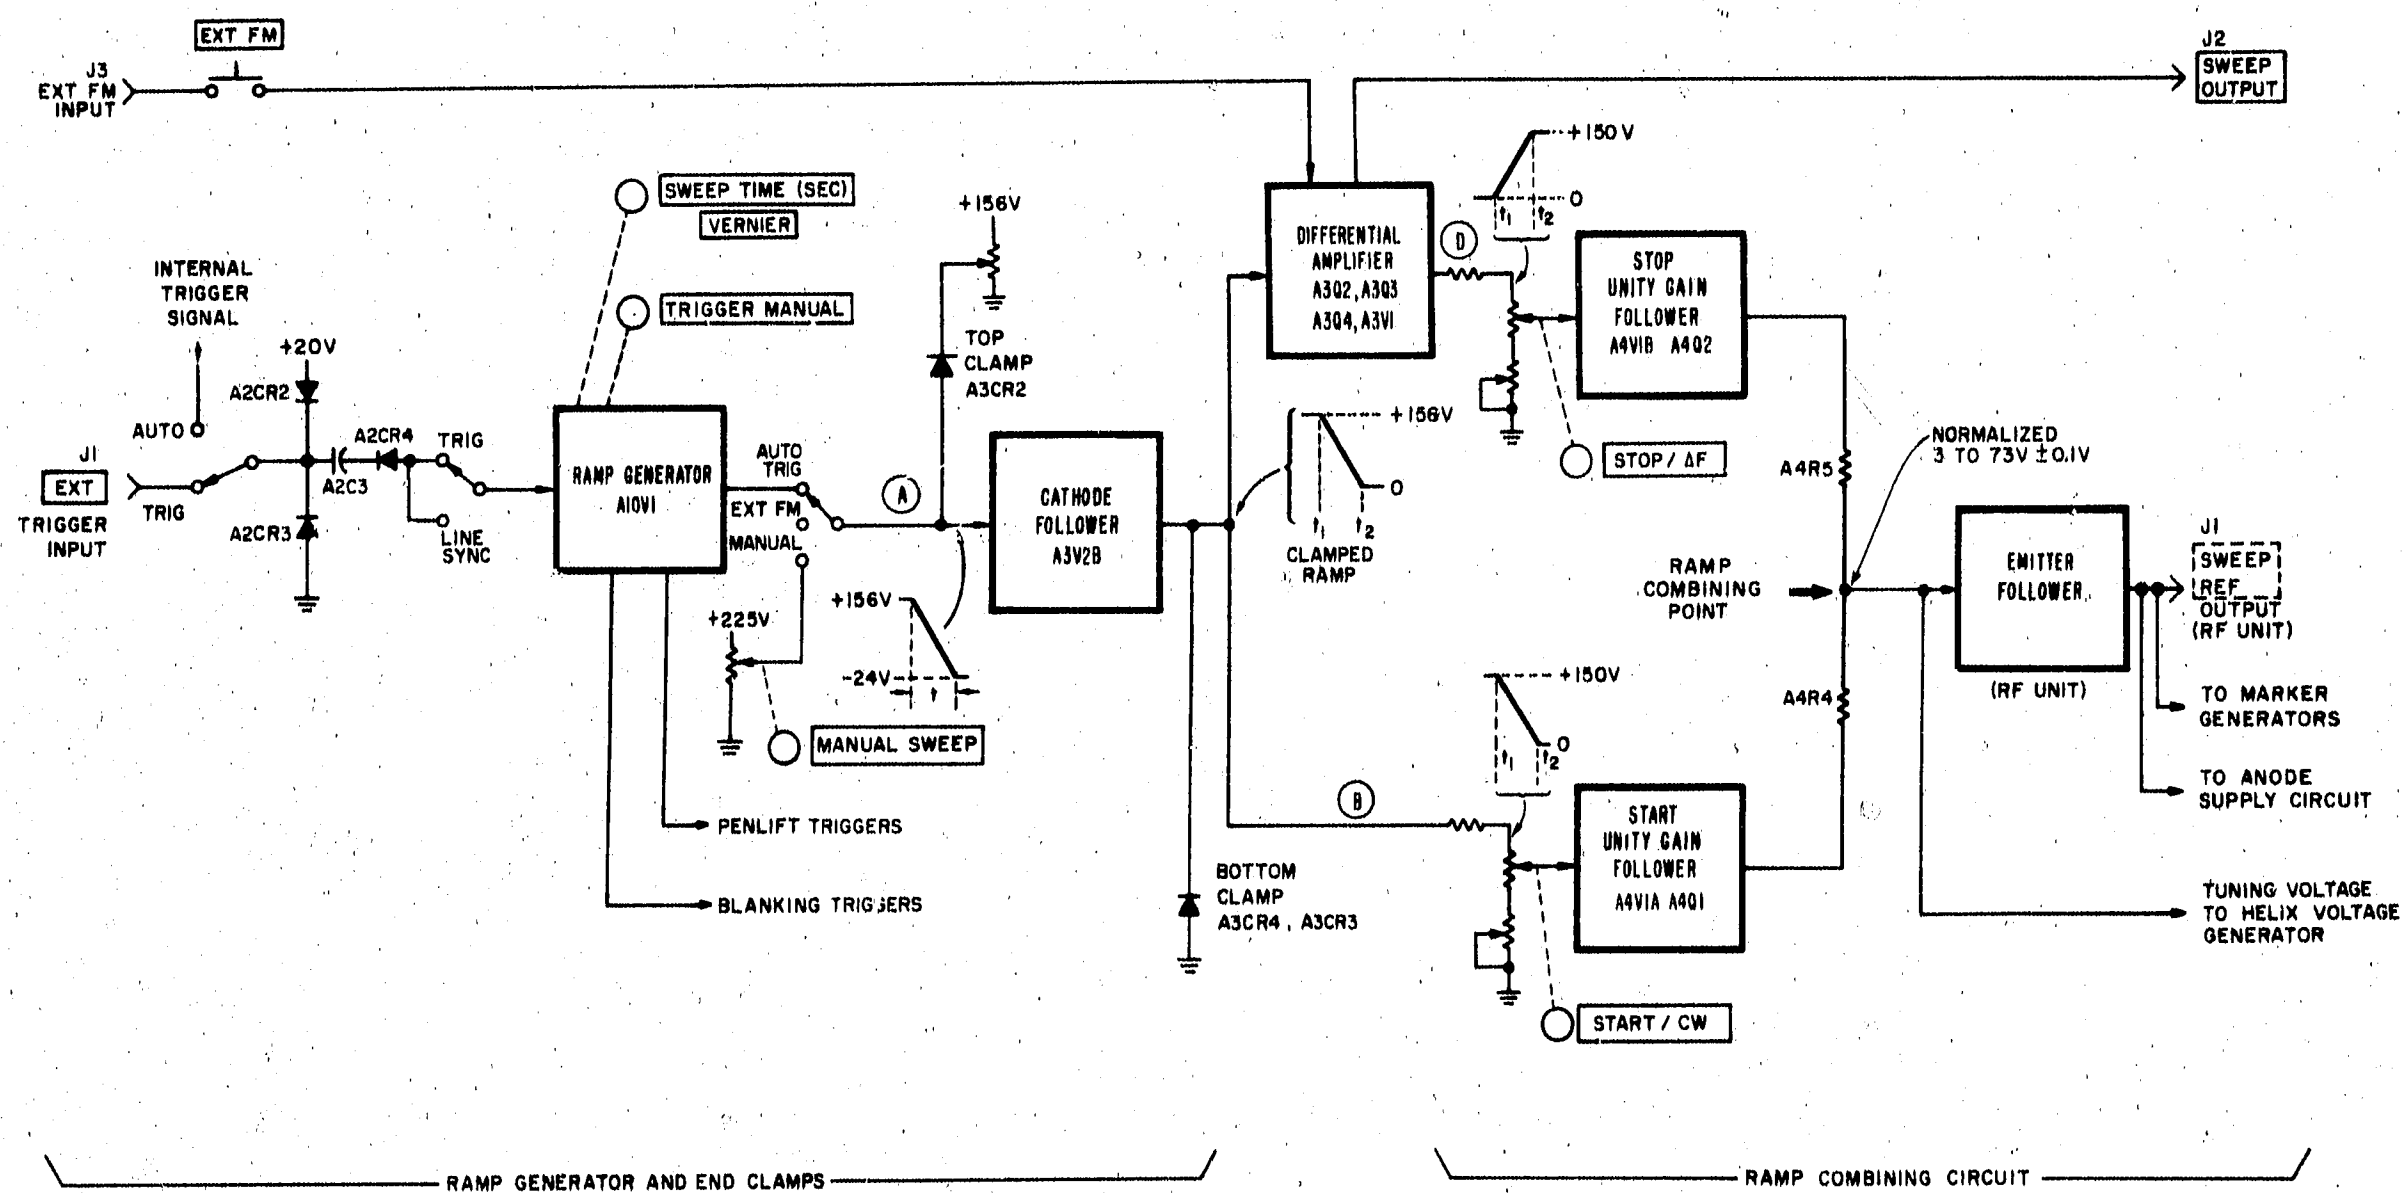 EXT FM
J3
EXT FM
INPUT
J2
SWEEP
OUTPUT
+150V
0
t1 t2
SWEEP TIME (SEC)
VERNIER
+156V
DIFFERENTIAL
AMPLIFIER
A3Q2, A3Q3
A3Q4, A3V1
D
STOP
UNITY GAIN
FOLLOWER
A4V1B A4Q2
INTERNAL
TRIGGER
SIGNAL
TRIGGER MANUAL
+20V
TOP
CLAMP
A3CR2
A2CR2
AUTO
A2CR4
TRIG
J1
EXT
TRIGGER
INPUT
TRIG
A2C3
A2CR3
LINE
SYNC
RAMP GENERATOR
A10V1
AUTO
TRIG
EXT FM
MANUAL
A
CATHODE
FOLLOWER
A3V2B
+156V
0
t1 t2
CLAMPED
RAMP
STOP / ΔF
A4R5
NORMALIZED
3 TO 73V ±0.1V
RAMP
COMBINING
POINT
EMITTER
FOLLOWER
(RF UNIT)
J1
SWEEP
REF
OUTPUT
(RF UNIT)
+225V
+156V
-24V
t
MANUAL SWEEP
+150V
0
t1 t2
A4R4
TO MARKER
GENERATORS
TO ANODE
SUPPLY CIRCUIT
PENLIFT TRIGGERS
BLANKING TRIGGERS
B
START
UNITY GAIN
FOLLOWER
A4V1A A4Q1
BOTTOM
CLAMP
A3CR4, A3CR3
TUNING VOLTAGE
TO HELIX VOLTAGE
GENERATOR
START / CW
RAMP GENERATOR AND END CLAMPS
RAMP COMBINING CIRCUIT